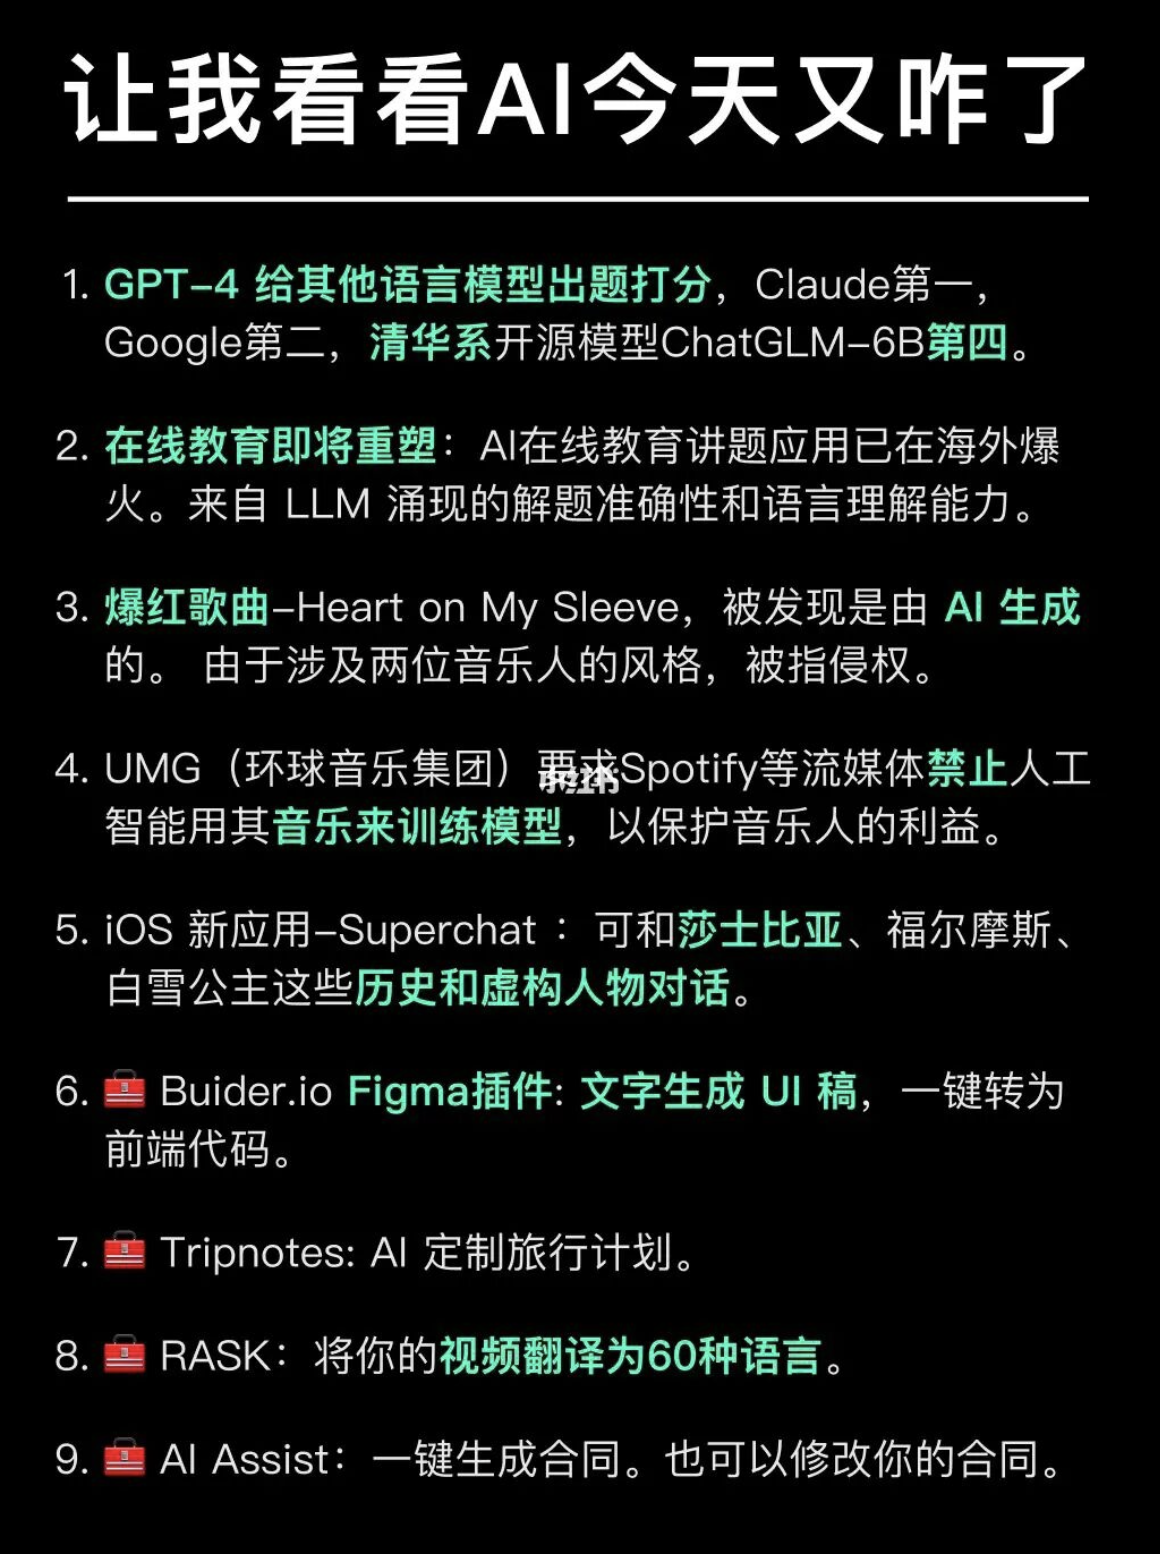 让我看看AI今天又咋了
1. GPT-4 给其他语言模型出题打分，Claude第一，
Google第二，清华系开源模型ChatGLM-6B第四。
2. 在线教育即将重塑：AI在线教育讲题应用已在海外爆
火。来自 LLM 涌现的解题准确性和语言理解能力。
3. 爆红歌曲-Heart on My Sleeve，被发现是由 AI 生成
的。 由于涉及两位音乐人的风格，被指侵权。
4. UMG（环球音乐集团）要求Spotify等流媒体禁止人工
智能用其音乐来训练模型，以保护音乐人的利益。
小红书
5. iOS 新应用-Superchat ：可和莎士比亚、福尔摩斯、
白雪公主这些历史和虚构人物对话。
6. 🧰 Buider.io Figma插件: 文字生成 UI 稿，一键转为
前端代码。
7. 🧰 Tripnotes: AI 定制旅行计划。
8. 🧰 RASK：将你的视频翻译为60种语言。
9. 🧰 AI Assist：一键生成合同。也可以修改你的合同。